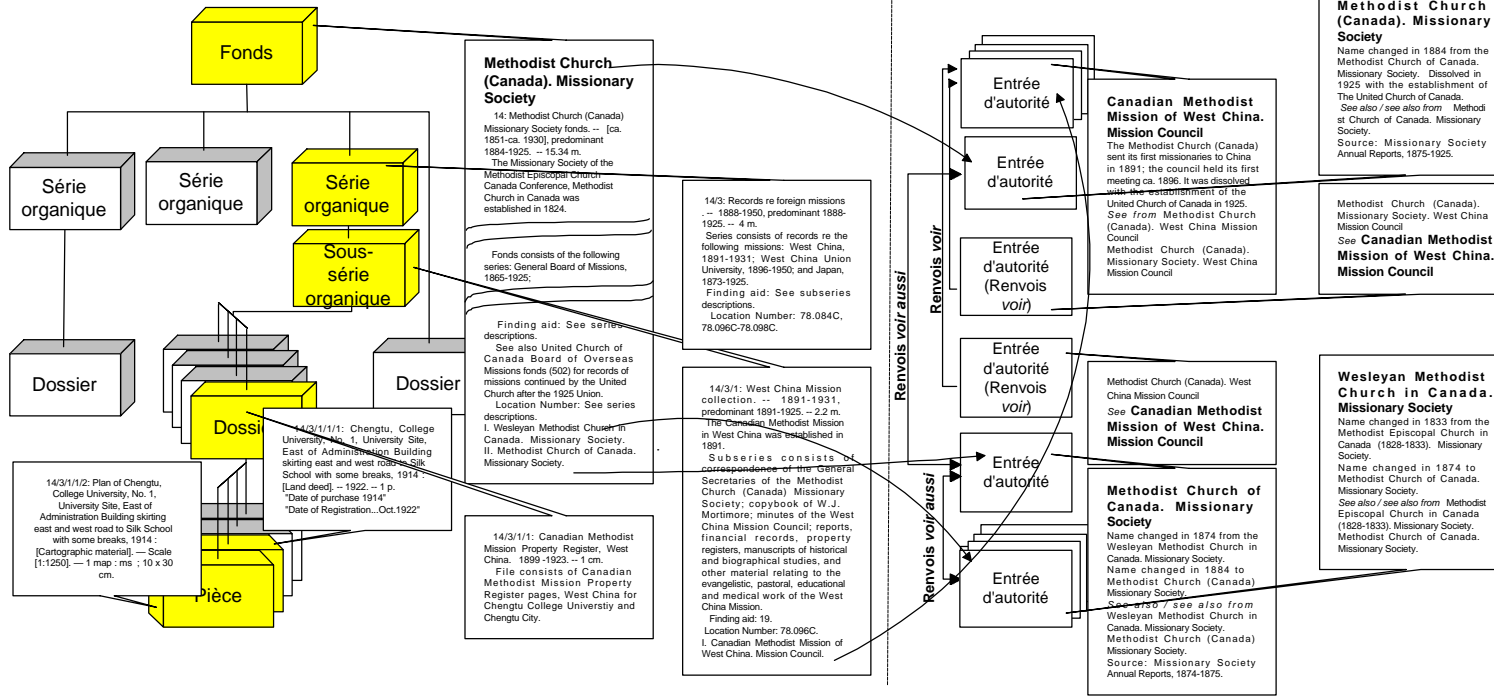 Fonds
Série
organique
Série
organique
Série
organique
Sous-
série
organique
Dossier
Dossier
Dossi
Pièce
14/3/1/1/2: Plan of Chengtu,
College University, No. 1,
University Site, East of
Administration Building skirting
east and west road to Silk School
with some breaks, 1914 :
[Cartographic material]. — Scale
[1:1250]. — 1 map : ms ; 10 x 30
cm.
14/3/1/1/1: Chengtu, College
University, No. 1, University Site,
East of Administration Building
skirting east and west road to Silk
School with some breaks, 1914 :
[Land deed]. -- 1922. -- 1 p.
"Date of purchase 1914"
"Date of Registration...Oct.1922"
Methodist Church
(Canada). Missionary
Society
14: Methodist Church (Canada)
Missionary Society fonds. -- [ca.
1851-ca. 1930], predominant
1884-1925. -- 15.34 m.
The Missionary Society of the
Methodist Episcopal Church
Canada Conference, Methodist
Church in Canada was
established in 1824.
Fonds consists of the following
series: General Board of Missions,
1865-1925;
Finding aid: See series
descriptions.
See also United Church of
Canada Board of Overseas
Missions fonds (502) for records of
missions continued by the United
Church after the 1925 Union.
Location Number: See series
descriptions.
I. Wesleyan Methodist Church in
Canada. Missionary Society.
II. Methodist Church of Canada.
Missionary Society.
14/3/1/1: Canadian Methodist
Mission Property Register, West
China. 1899 -1923. -- 1 cm.
File consists of Canadian
Methodist Mission Property
Register pages, West China for
Chengtu College Universtiy and
Chengtu City.
14/3: Records re foreign missions
. -- 1888-1950, predominant 1888-
1925. -- 4 m.
Series consists of records re the
following missions: West China,
1891-1931; West China Union
University, 1896-1950; and Japan,
1873-1925.
Finding aid: See subseries
descriptions.
Location Number: 78.084C,
78.096C-78.098C.
14/3/1: West China Mission
collection. -- 1891-1931,
predominant 1891-1925. -- 2.2 m.
The Canadian Methodist Mission
in West China was established in
1891.
Subseries consists of
correspondence of the General
Secretaries of the Methodist
Church (Canada) Missionary
Society; copybook of W.J.
Mortimore; minutes of the West
China Mission Council; reports,
financial records, property
registers, manuscripts of historical
and biographical studies, and
other material relating to the
evangelistic, pastoral, educational
and medical work of the West
China Mission.
Finding aid: 19.
Location Number: 78.096C.
I. Canadian Methodist Mission of
West China. Mission Council.
Renvois voir aussi
Renvois voir
Renvois voir aussi
Entrée
d'autorité
Entrée
d'autorité
Entrée
d'autorité
(Renvois
voir)
Entrée
d'autorité
(Renvois
voir)
Entrée
d'autorité
Entrée
d'autorité
Canadian Methodist
Mission of West China.
Mission Council
The Methodist Church (Canada)
sent its first missionaries to China
in 1891; the council held its first
meeting ca. 1896. It was dissolved
with the establishment of the
United Church of Canada in 1925.
See from Methodist Church
(Canada). West China Mission
Council
Methodist Church (Canada).
Missionary Society. West China
Mission Council
Methodist Church (Canada). West
China Mission Council
See Canadian Methodist
Mission of West China.
Mission Council
Methodist Church of
Canada. Missionary
Society
Name changed in 1874 from the
Wesleyan Methodist Church in
Canada. Missionary Society.
Name changed in 1884 to
Methodist Church (Canada)
Missionary Society.
See also / see also from
Wesleyan Methodist Church in
Canada. Missionary Society.
Methodist Church (Canada)
Missionary Society.
Source: Missionary Society
Annual Reports, 1874-1875.
Methodist Church
(Canada). Missionary
Society
Name changed in 1884 from the
Methodist Church of Canada.
Missionary Society. Dissolved in
1925 with the establishment of
The United Church of Canada.
See also / see also from Methodi
st Church of Canada. Missionary
Society.
Source: Missionary Society
Annual Reports, 1875-1925.
Methodist Church (Canada).
Missionary Society. West China
Mission Council
See Canadian Methodist
Mission of West China.
Mission Council
Wesleyan Methodist
Church in Canada.
Missionary Society
Name changed in 1833 from the
Methodist Episcopal Church in
Canada (1828-1833). Missionary
Society.
Name changed in 1874 to
Methodist Church of Canada.
Missionary Society.
See also / see also from Methodist
Episcopal Church in Canada
(1828-1833). Missionary Society.
Methodist Church of Canada.
Missionary Society.